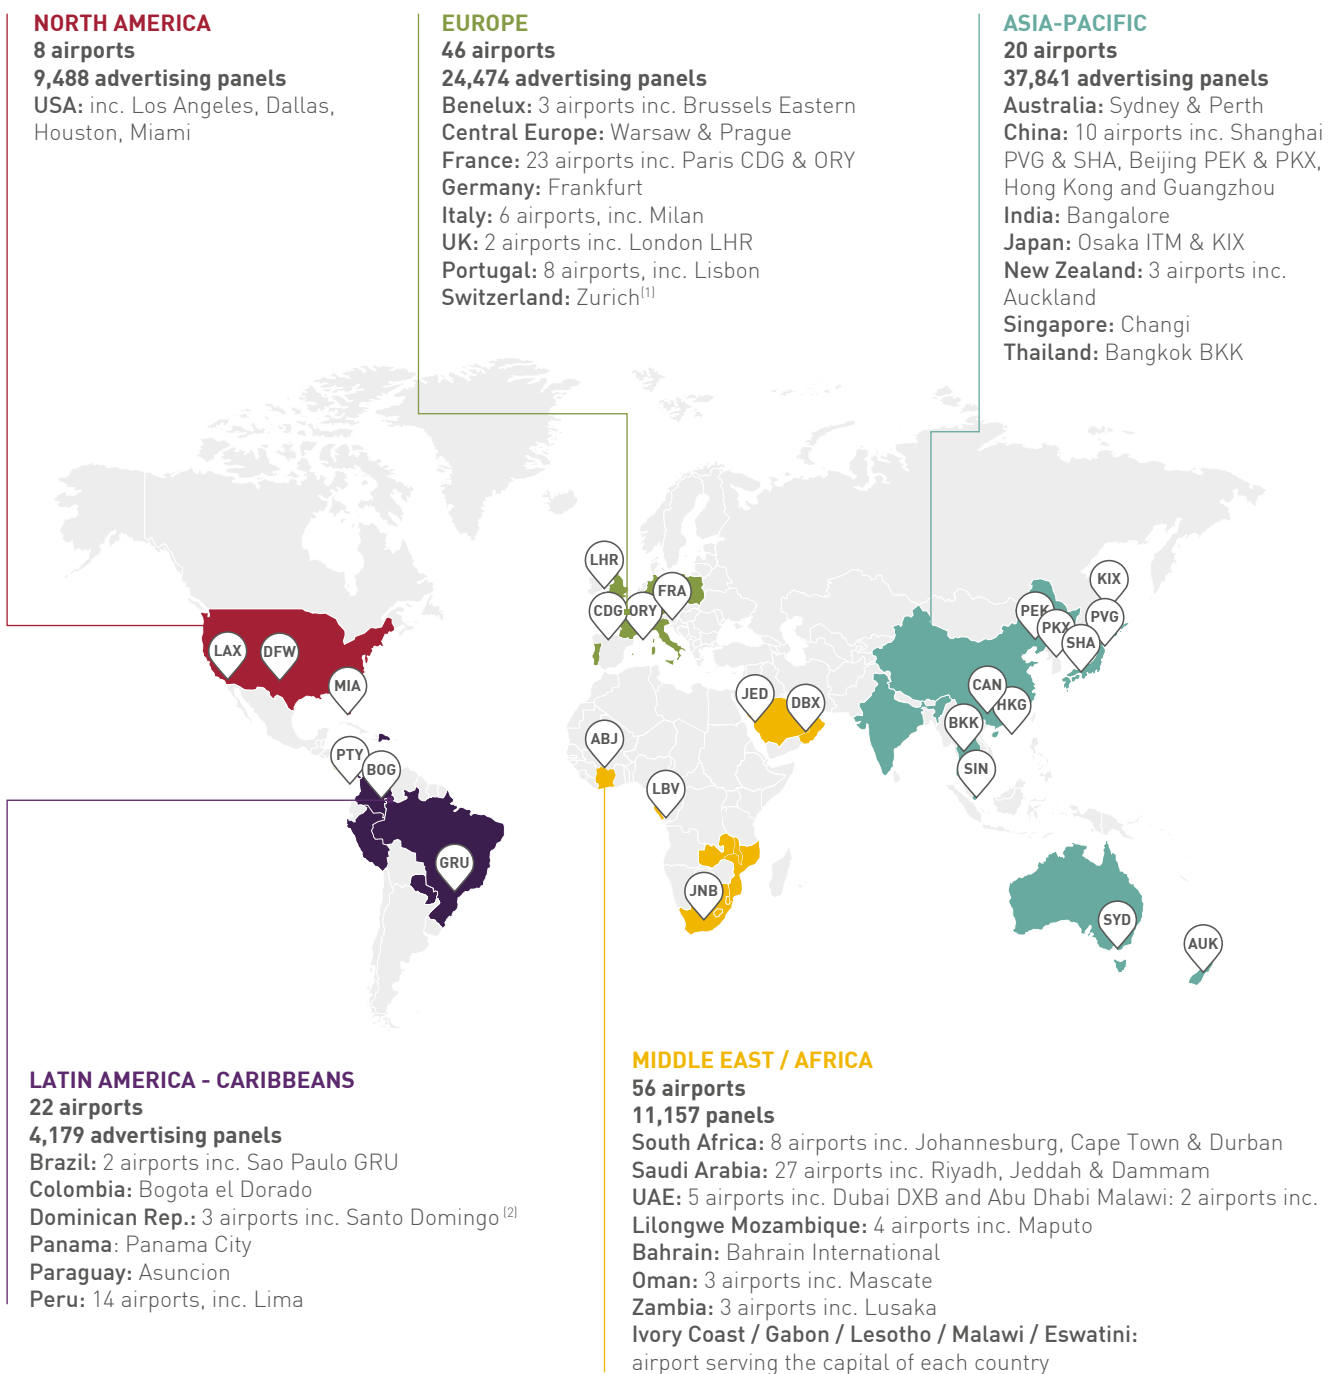 NORTH AMERICA
8 airports
9,488 advertising panels
USA: inc. Los Angeles, Dallas,
Houston, Miami
EUROPE
46 airports
24,474 advertising panels
Benelux: 3 airports inc. Brussels Eastern
Central Europe: Warsaw & Prague
France: 23 airports inc. Paris CDG & ORY
Germany: Frankfurt
Italy: 6 airports, inc. Milan
UK: 2 airports inc. London LHR
Portugal: 8 airports, inc. Lisbon
Switzerland: Zurich(1)
ASIA-PACIFIC
20 airports
37,841 advertising panels
Australia: Sydney & Perth
China: 10 airports inc. Shanghai
PVG & SHA, Beijing PEK & PKX,
Hong Kong and Guangzhou
India: Bangalore
Japan: Osaka ITM & KIX
New Zealand: 3 airports inc.
Auckland
Singapore: Changi
Thailand: Bangkok BKK
LHR
FRA
CDG
ORY
KIX
PEK
PKX
PVG
SHA
LAX
DFW
MIA
CAN
HKG
JED
DBX
BKK
ABJ
PTY
BOG
SIN
LBV
GRU
JNB
SYD
AUK
LATIN AMERICA - CARIBBEANS
22 airports
4,179 advertising panels
Brazil: 2 airports inc. Sao Paulo GRU
Colombia: Bogota el Dorado
Dominican Rep.: 3 airports inc. Santo Domingo (2)
Panama: Panama City
Paraguay: Asuncion
Peru: 14 airports, inc. Lima
MIDDLE EAST / AFRICA
56 airports
11,157 panels
South Africa: 8 airports inc. Johannesburg, Cape Town & Durban
Saudi Arabia: 27 airports inc. Riyadh, Jeddah & Dammam
UAE: 5 airports inc. Dubai DXB and Abu Dhabi Malawi: 2 airports inc.
Lilongwe Mozambique: 4 airports inc. Maputo
Bahrain: Bahrain International
Oman: 3 airports inc. Mascate
Zambia: 3 airports inc. Lusaka
Ivory Coast / Gabon / Lesotho / Malawi / Eswatini:
airport serving the capital of each country